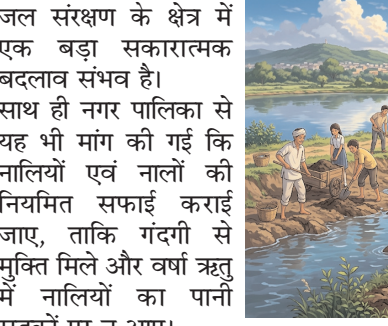 जल संरक्षण के क्षेत्र में
एक बड़ा सकारात्मक
बदलाव संभव है।
साथ ही नगर पालिका से
यह भी मांग की गई कि
नालियों एवं नालों की
नियमित सफाई कराई
जाए, ताकि गंदगी से
मुक्ति मिले और वर्षा ऋतु
में नालियों का पानी